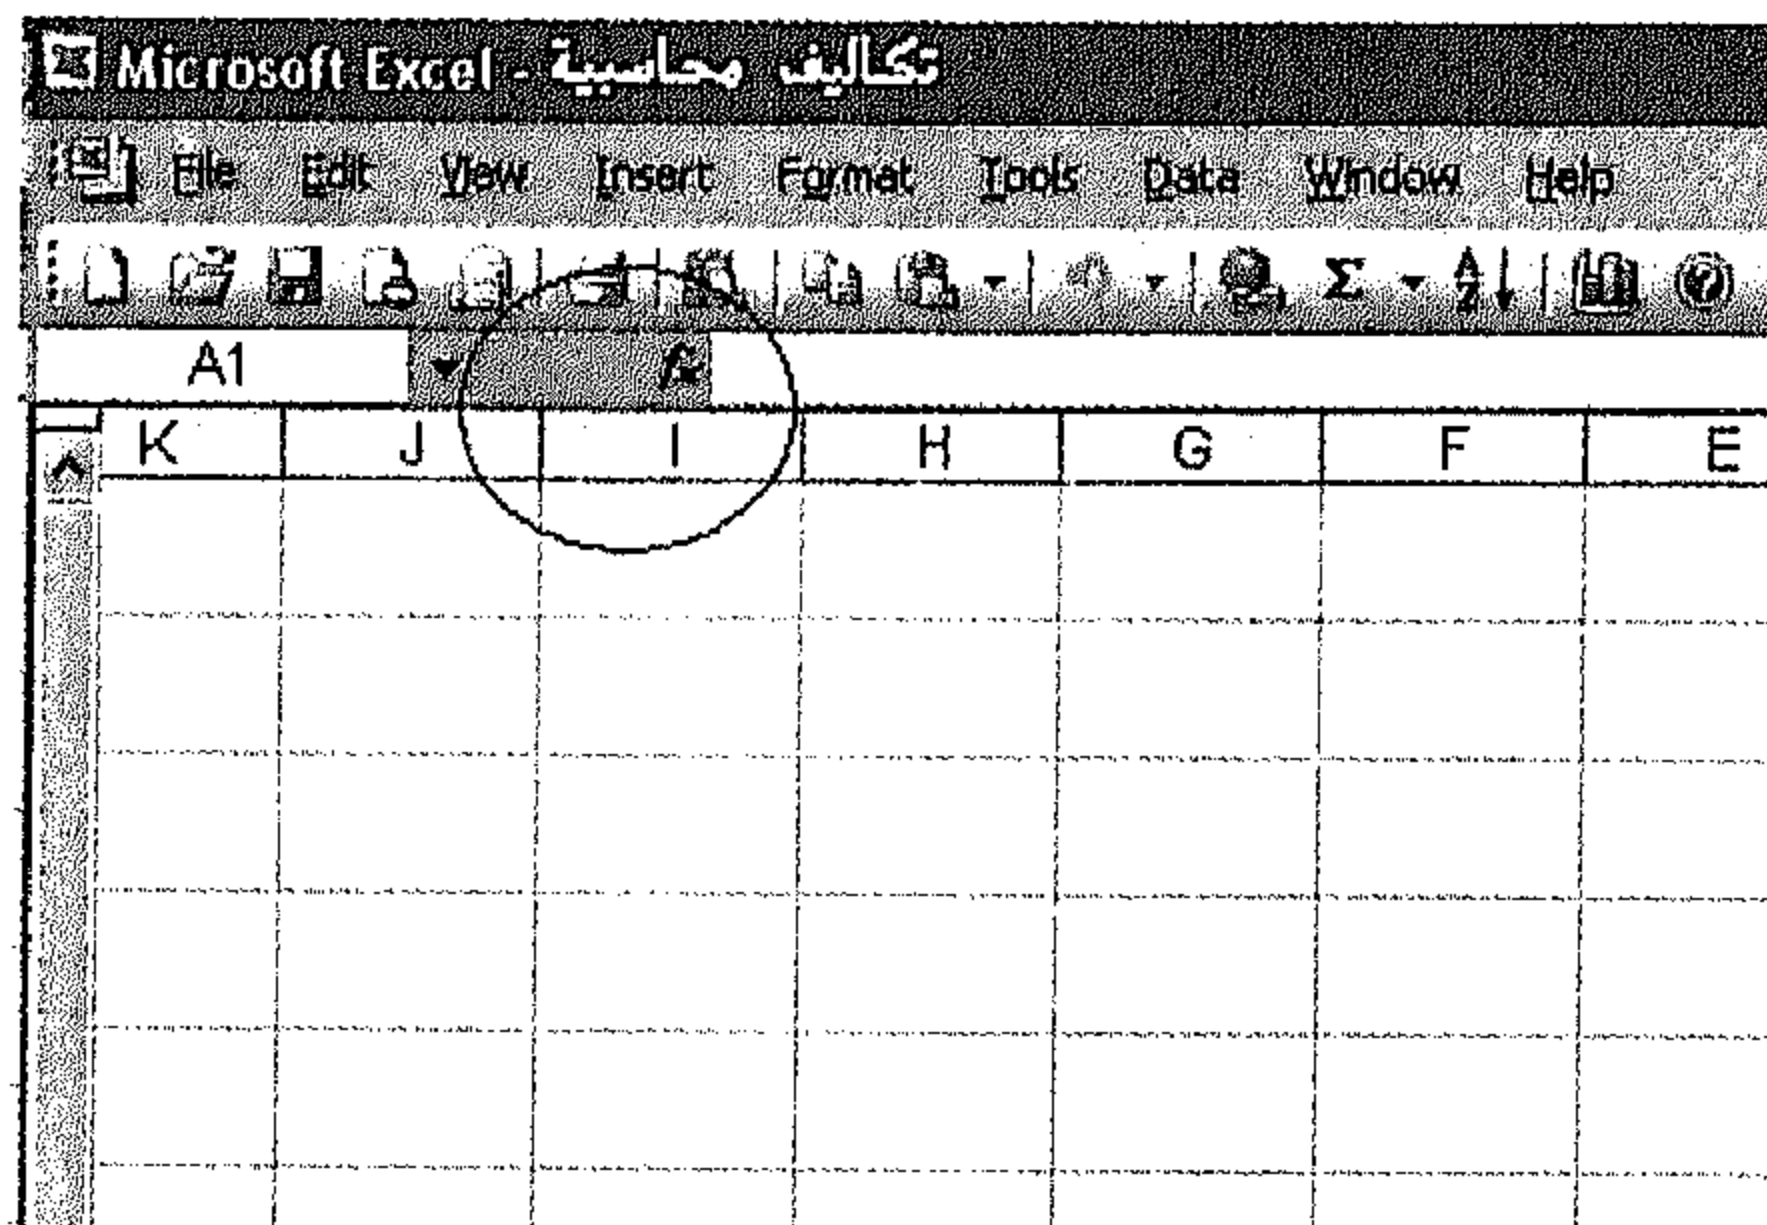 Microsoft Excel - تكاليف محاسبية
File Edit View Insert Format Tools Data Window Help
A1 fx
K J I H G F E